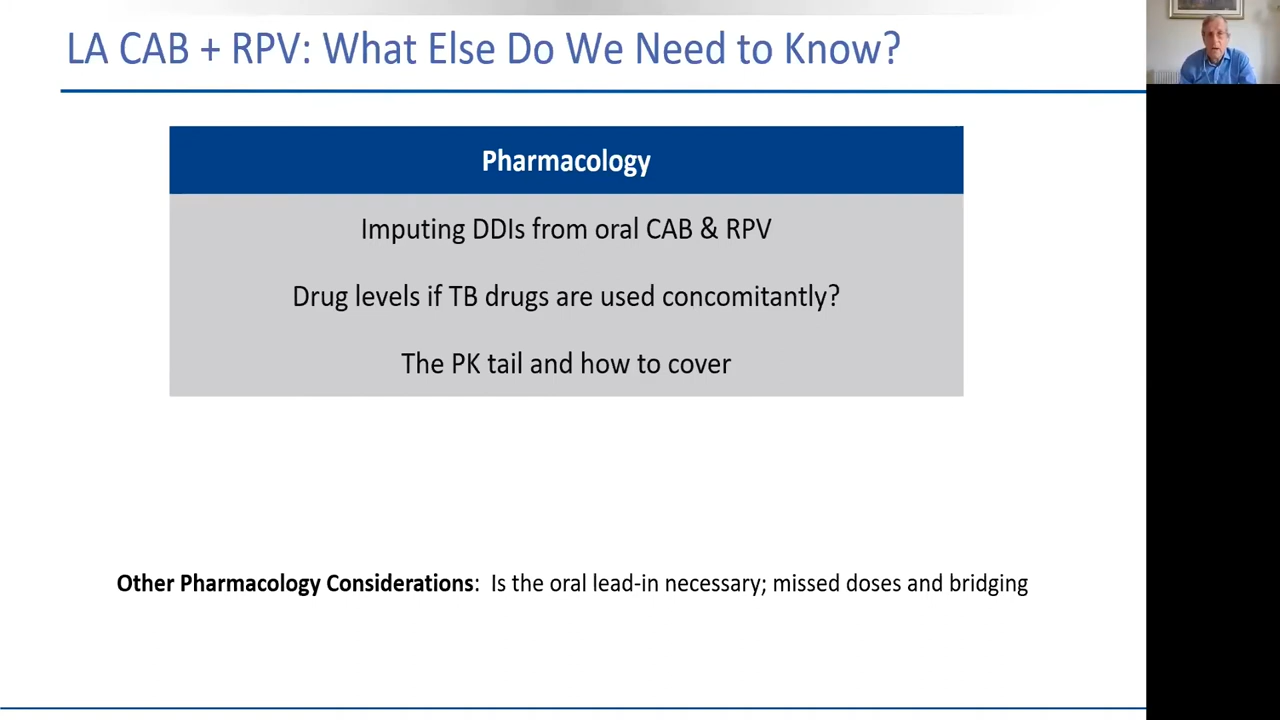 LA CAB + RPV: What Else Do We Need to Know?
Pharmacology
Imputing DDIs from oral CAB & RPV
Drug levels if TB drugs are used concomitantly?
The PK tail and how to cover
Other Pharmacology Considerations: Is the oral lead-in necessary; missed doses and bridging